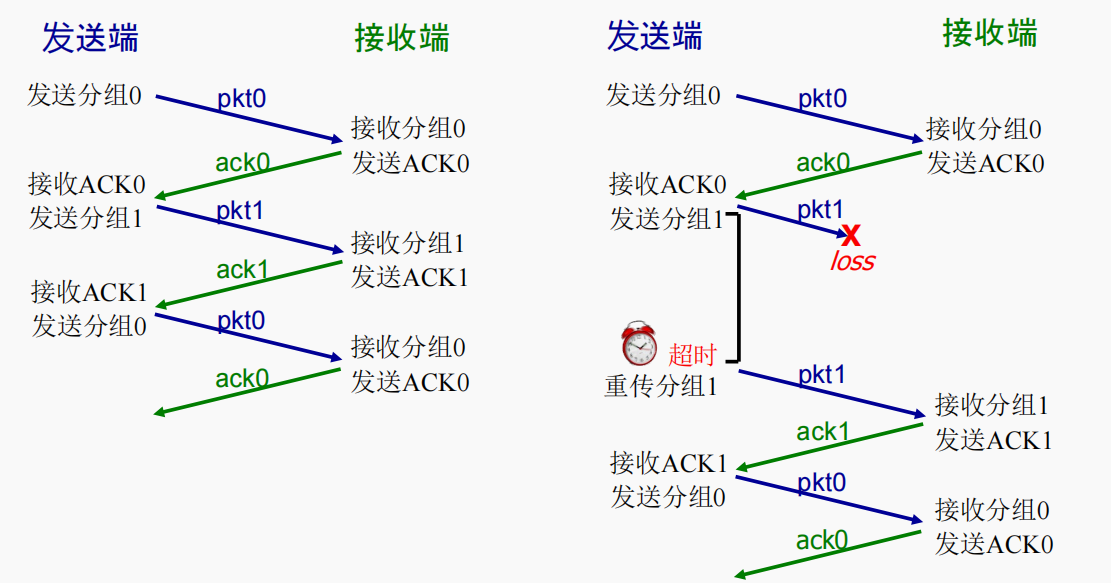 发送端
接收端
发送分组0
pkt0
接收分组0
发送ACK0
ack0
接收ACK0
发送分组1
pkt1
接收分组1
发送ACK1
ack1
接收ACK1
发送分组0
pkt0
接收分组0
发送ACK0
ack0
发送端
接收端
发送分组0
pkt0
接收分组0
发送ACK0
ack0
接收ACK0
发送分组1
pkt1
X
loss
超时
重传分组1
pkt1
接收分组1
发送ACK1
ack1
接收ACK1
发送分组0
pkt0
接收分组0
发送ACK0
ack0